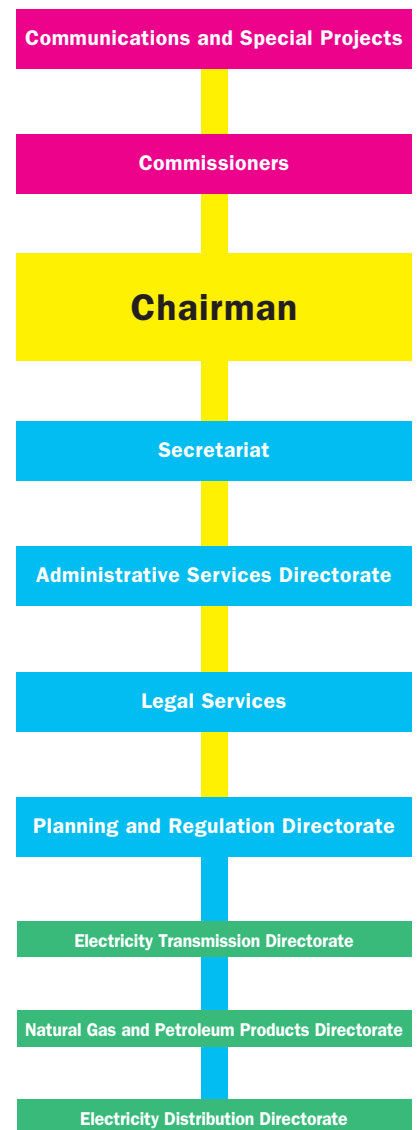 Communications and Special Projects
Commissioners
Chairman
Secretariat
Administrative Services Directorate
Legal Services
Planning and Regulation Directorate
Electricity Transmission Directorate
Natural Gas and Petroleum Products Directorate
Electricity Distribution Directorate